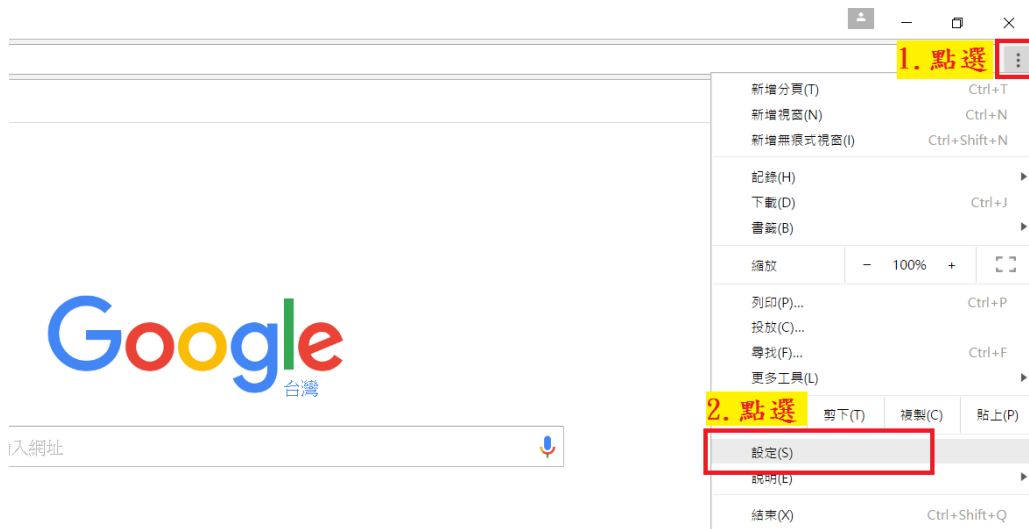 1. 點選
新增分頁(T) Ctrl+T
新增視窗(N) Ctrl+N
新增無痕式視窗(I) Ctrl+Shift+N
記錄(H)
下載(D) Ctrl+J
書籤(B)
縮放 − 100% +
列印(P)... Ctrl+P
投放(C)...
尋找(F)... Ctrl+F
更多工具(L)
2. 點選 剪下(T) 複製(C) 貼上(P)
設定(S)
說明(E)
結束(X) Ctrl+Shift+Q
Google
台灣
入網址